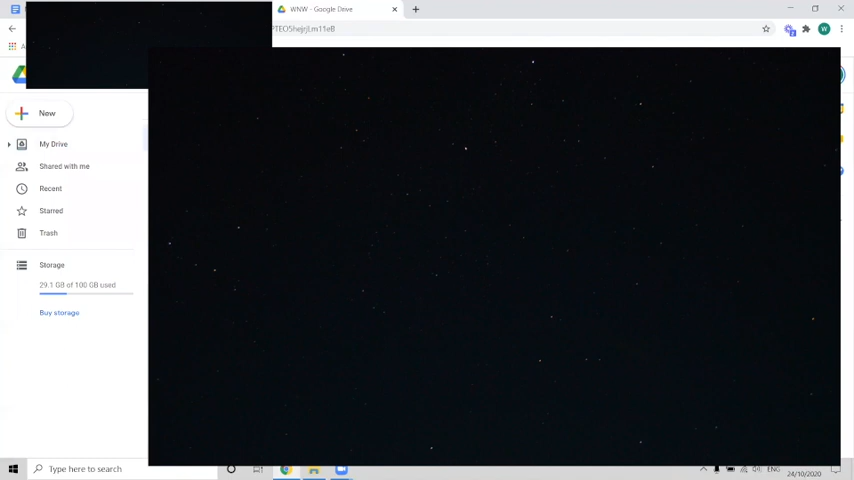 WNW - Google Drive
PTEO5hejrjLm11eB
W
New
My Drive
Shared with me
Recent
Starred
Trash
Storage
29.1 GB of 100 GB used
Buy storage
Type here to search
ENG
24/10/2020